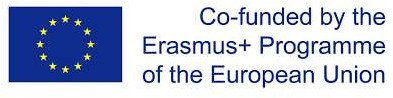 Co-funded by the
Erasmus+ Programme
of the European Union